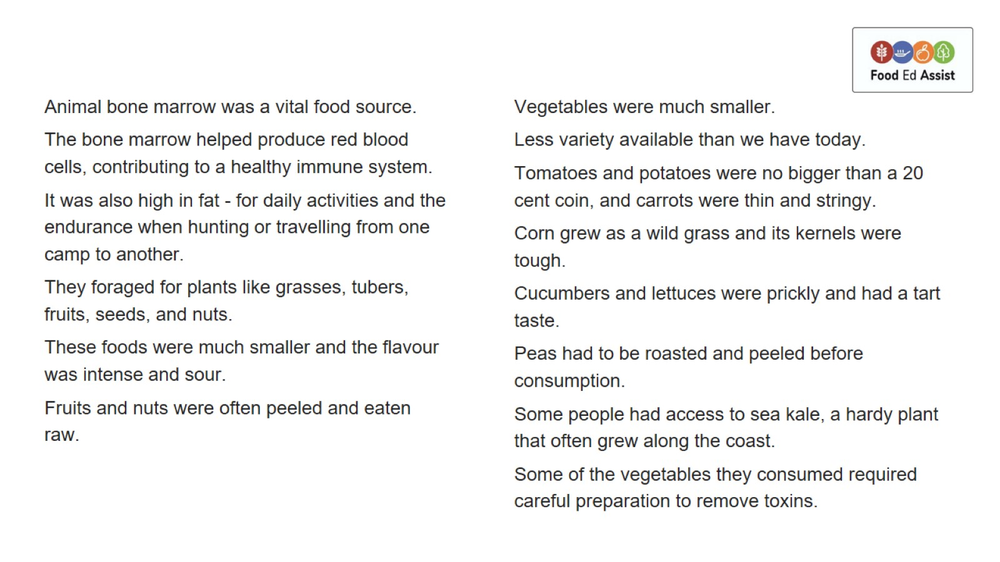 Food Ed Assist
Animal bone marrow was a vital food source.
The bone marrow helped produce red blood
cells, contributing to a healthy immune system.
It was also high in fat - for daily activities and the
endurance when hunting or travelling from one
camp to another.
They foraged for plants like grasses, tubers,
fruits, seeds, and nuts.
These foods were much smaller and the flavour
was intense and sour.
Fruits and nuts were often peeled and eaten
raw.
Vegetables were much smaller.
Less variety available than we have today.
Tomatoes and potatoes were no bigger than a 20
cent coin, and carrots were thin and stringy.
Corn grew as a wild grass and its kernels were
tough.
Cucumbers and lettuces were prickly and had a tart
taste.
Peas had to be roasted and peeled before
consumption.
Some people had access to sea kale, a hardy plant
that often grew along the coast.
Some of the vegetables they consumed required
careful preparation to remove toxins.